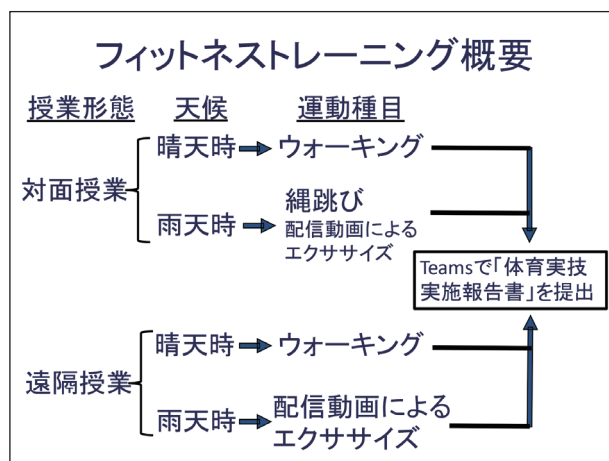 フィットネストレーニング概要
授業形態 天候 運動種目
対面授業
晴天時 ウォーキング
雨天時 縄跳び
配信動画による
エクササイズ
Teamsで「体育実技
実施報告書」を提出
遠隔授業
晴天時 ウォーキング
雨天時 配信動画による
エクササイズ